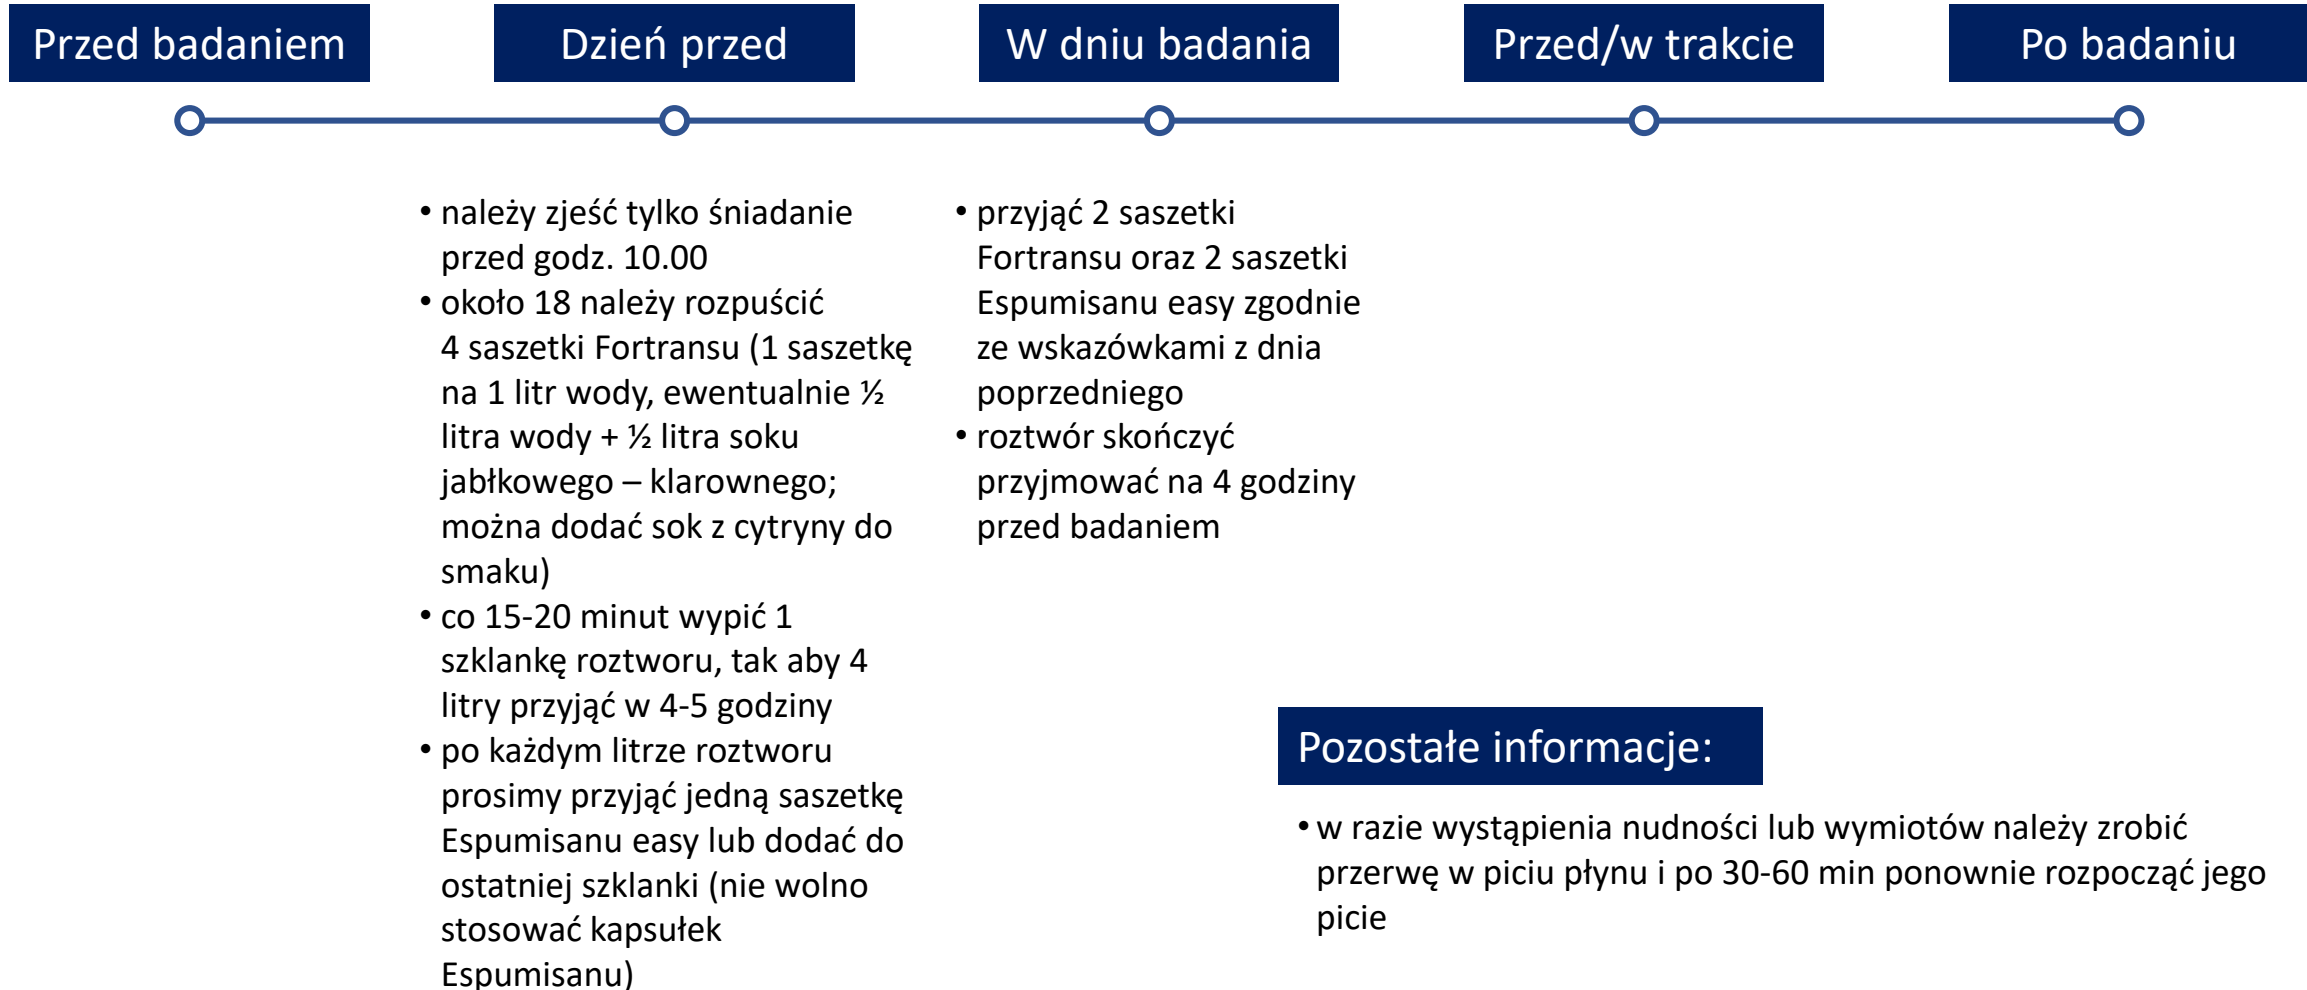 Przed badaniem
Dzień przed
W dniu badania
Przed/w trakcie
Po badaniu
• należy zjeść tylko śniadanie
przed godz. 10.00
• około 18 należy rozpuścić
4 saszetki Fortransu (1 saszetkę
na 1 litr wody, ewentualnie ½
litra wody + ½ litra soku
jabłkowego – klarownego;
można dodać sok z cytryny do
smaku)
• co 15-20 minut wypić 1
szklankę roztworu, tak aby 4
litry przyjąć w 4-5 godziny
• po każdym litrze roztworu
prosimy przyjąć jedną saszetkę
Espumisanu easy lub dodać do
ostatniej szklanki (nie wolno
stosować kapsułek
Espumisanu)
• przyjąć 2 saszetki
Fortransu oraz 2 saszetki
Espumisanu easy zgodnie
ze wskazówkami z dnia
poprzedniego
• roztwór skończyć
przyjmować na 4 godziny
przed badaniem
Pozostałe informacje:
• w razie wystąpienia nudności lub wymiotów należy zrobić
przerwę w piciu płynu i po 30-60 min ponownie rozpocząć jego
picie